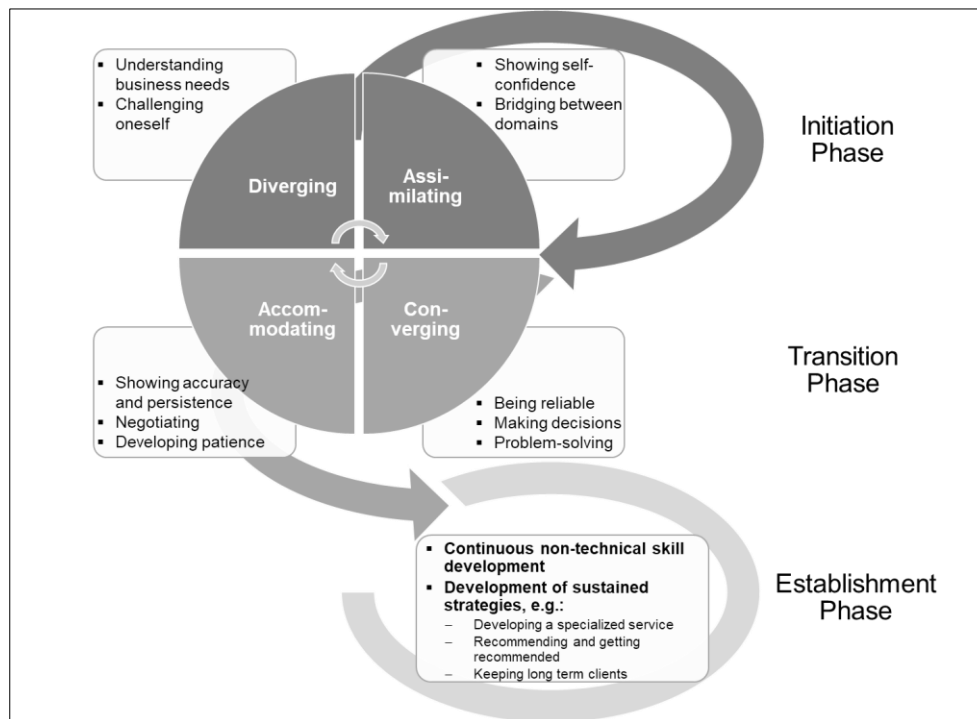 ▪ Understanding
business needs
▪ Challenging
oneself
▪ Showing self-
confidence
▪ Bridging between
domains
Initiation
Phase
Diverging
Assi-
milating
Accom-
modating
Con-
verging
Transition
Phase
▪ Showing accuracy
and persistence
▪ Negotiating
▪ Developing patience
▪ Being reliable
▪ Making decisions
▪ Problem-solving
▪ Continuous non-technical skill
development
▪ Development of sustained
strategies, e.g.:
– Developing a specialized service
– Recommending and getting
recommended
– Keeping long term clients
Establishment
Phase